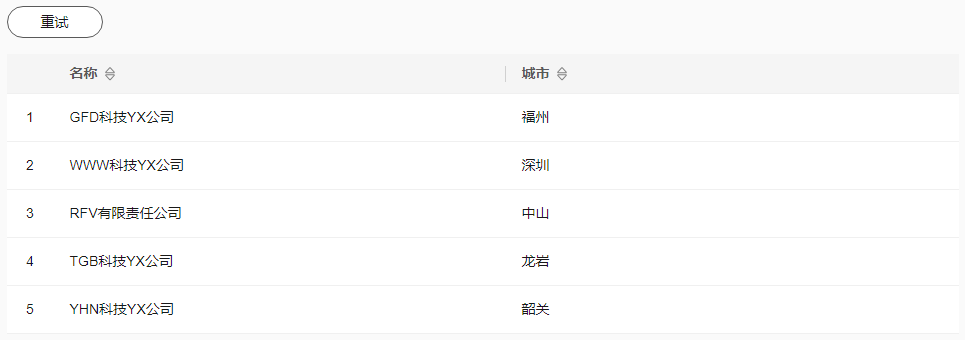 重试
名称 城市
1 GFD科技YX公司 福州
2 WWW科技YX公司 深圳
3 RFV有限责任公司 中山
4 TGB科技YX公司 龙岩
5 YHN科技YX公司 韶关